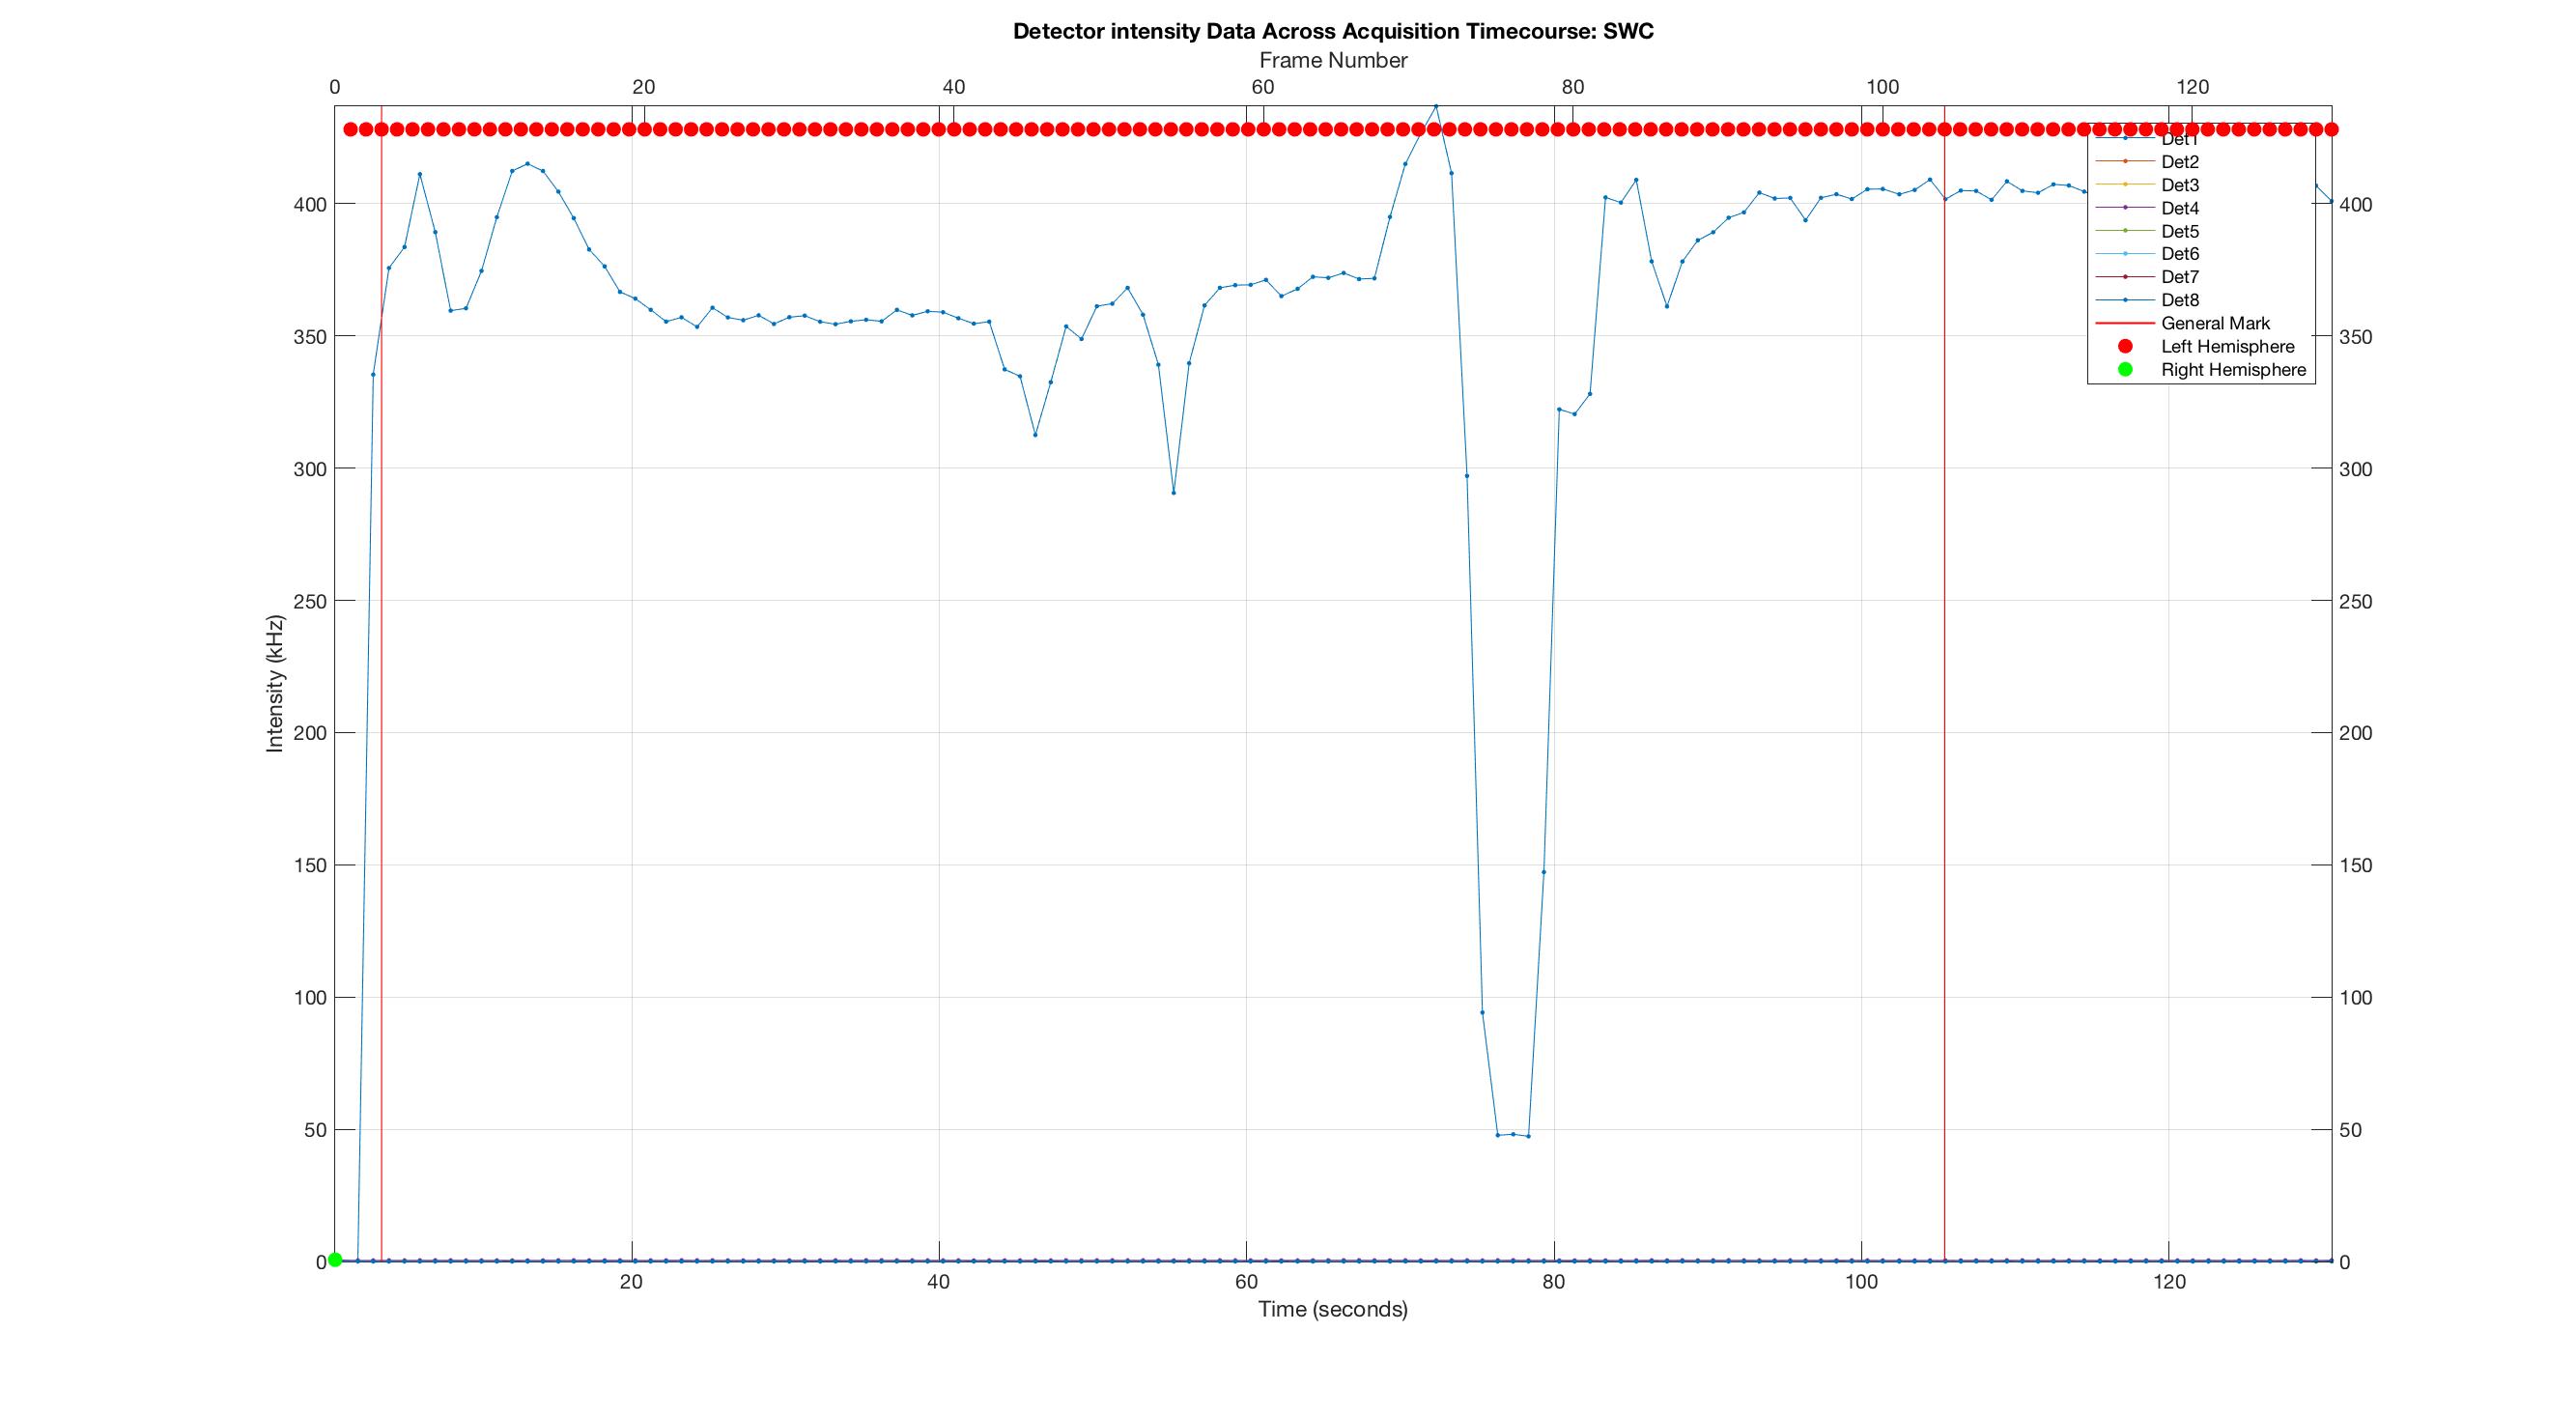 Detector intensity Data Across Acquisition Timecourse: SWC
Frame Number
0 20 40 60 80 100 120
Det1
Det2
Det3
Det4
Det5
Det6
Det7
Det8
General Mark
Left Hemisphere
Right Hemisphere
400 400
350 350
300 300
250 250
200 200
150 150
100 100
50 50
0 0
Intensity (kHz)
20 40 60 80 100 120
Time (seconds)